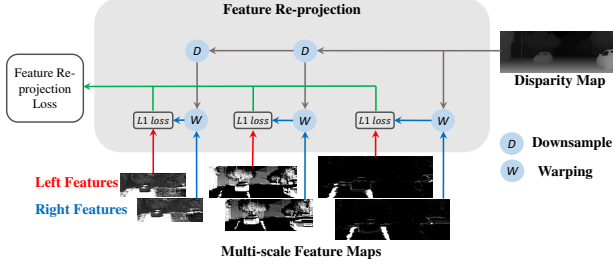 Feature Re-projection
D
D
Disparity Map
Feature Re-
projection
Loss
L1 loss
W
L1 loss
W
L1 loss
W
D
Downsample
W
Warping
Left Features
Right Features
Multi-scale Feature Maps